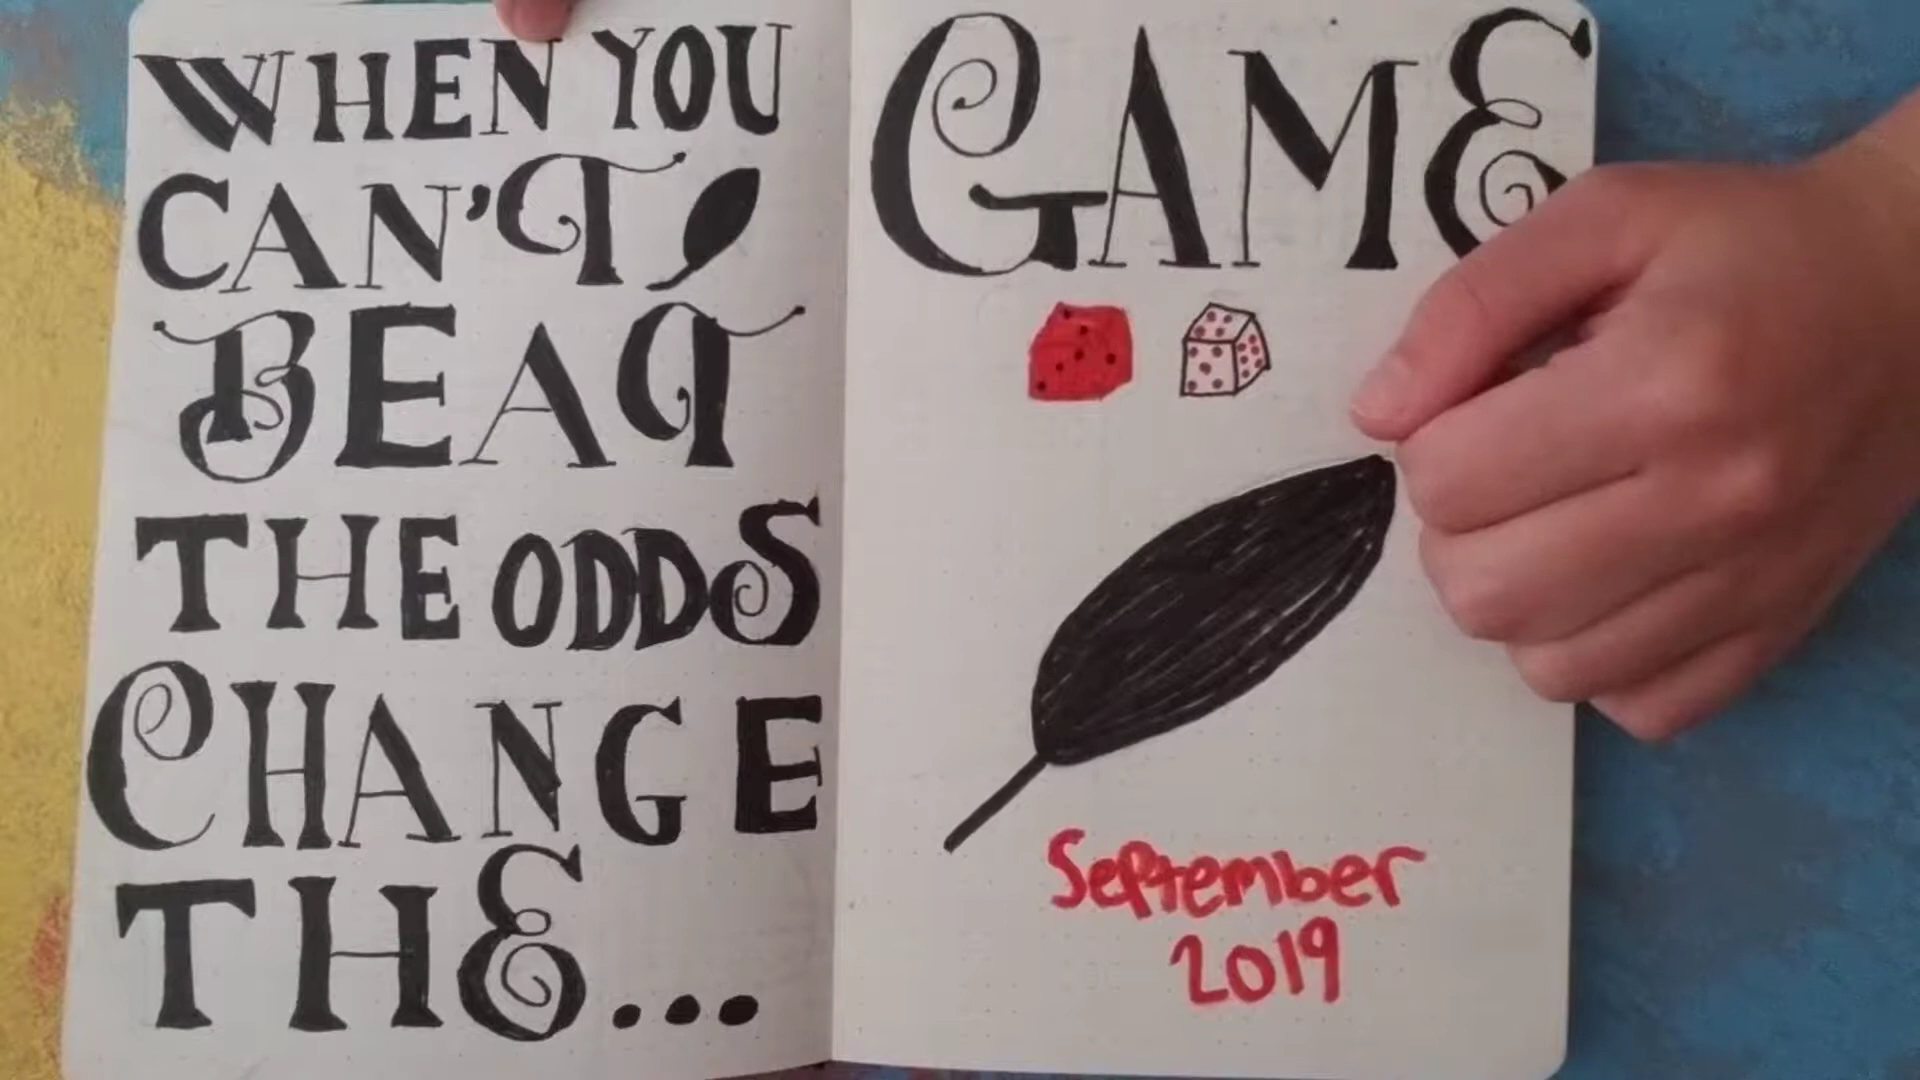 WHEN YOU
CAN'T
BEAT
THE ODDS
CHANGE
THE...
GAME
September
2019